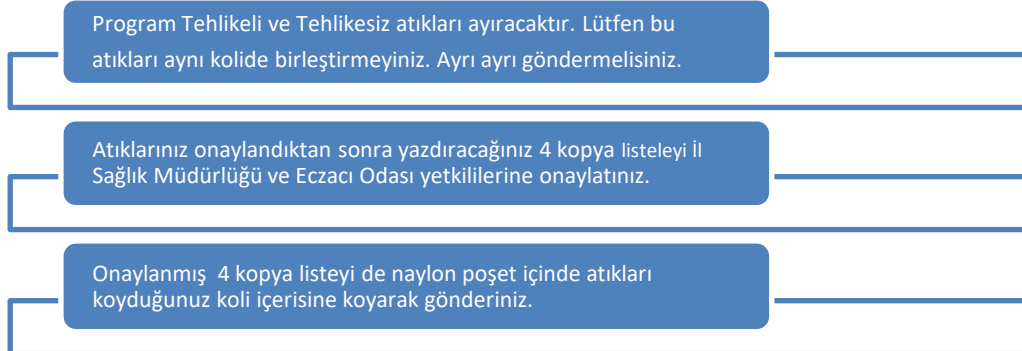 Program Tehlikeli ve Tehlikesiz atıkları ayıracaktır. Lütfen bu
atıkları aynı kolide birleştirmeyiniz. Ayrı ayrı göndermelisiniz.
Atıklarınız onaylandıktan sonra yazdıracağınız 4 kopya listeleyi İl
Sağlık Müdürlüğü ve Eczacı Odası yetkililerine onaylatınız.
Onaylanmış 4 kopya listeyi de naylon poşet içinde atıkları
koyduğunuz koli içerisine koyarak gönderiniz.